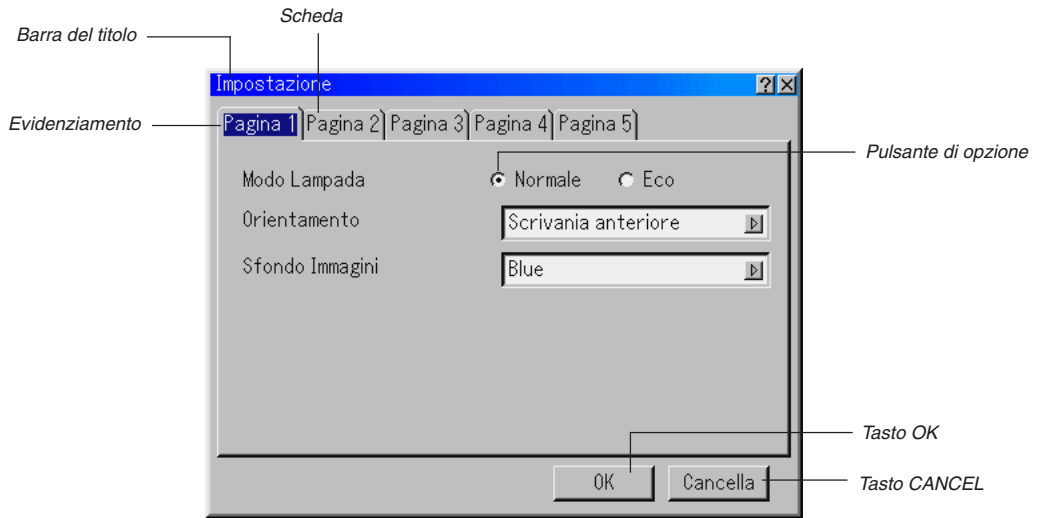 Scheda
Barra del titolo
Impostazione ? ×
Evidenziamento
Pagina 1 Pagina 2 Pagina 3 Pagina 4 Pagina 5
Pulsante di opzione
Modo Lampada Normale Eco
Orientamento Scrivania anteriore
Sfondo Immagini Blue
Tasto OK
OK Cancella
Tasto CANCEL